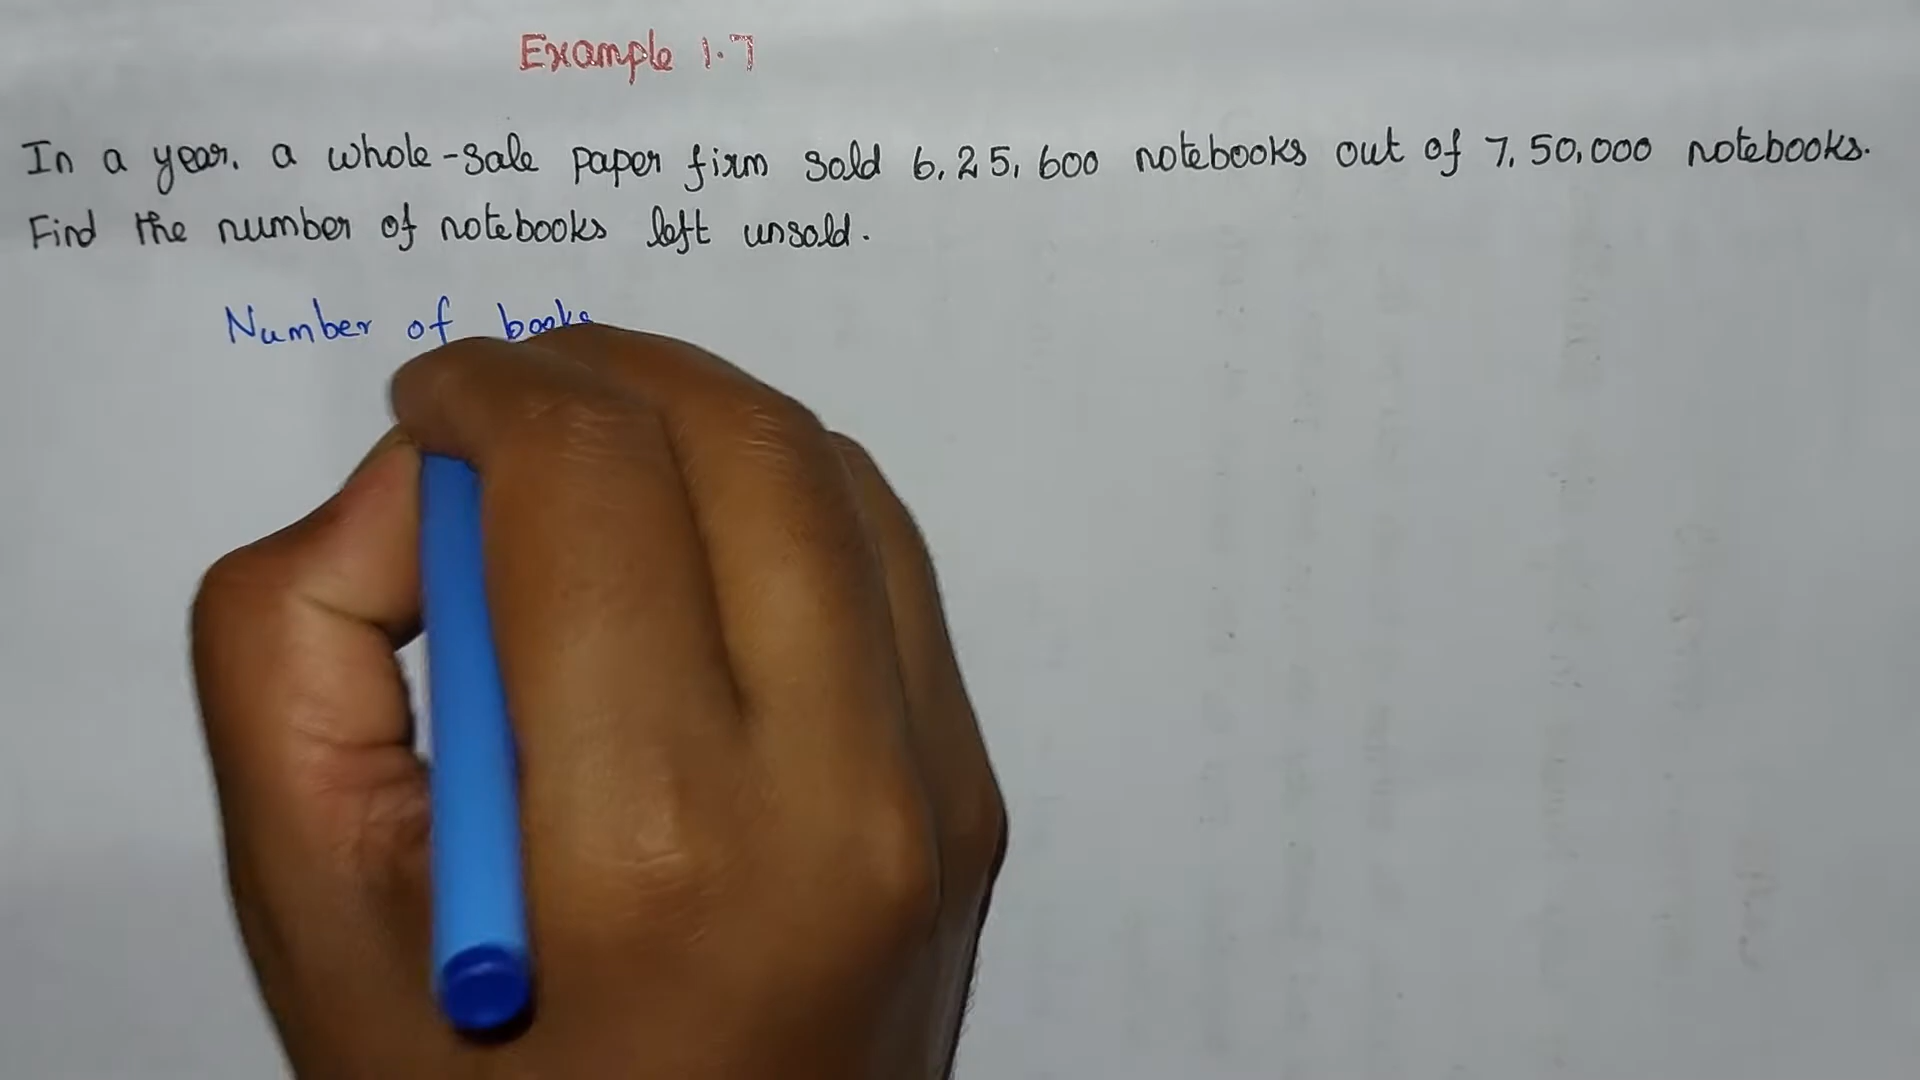 Example 1.7
In a year, a whole-sale paper firm sold 6,25,600 notebooks out of 7,50,000 notebooks.
Find the number of notebooks left unsold.
Number of books